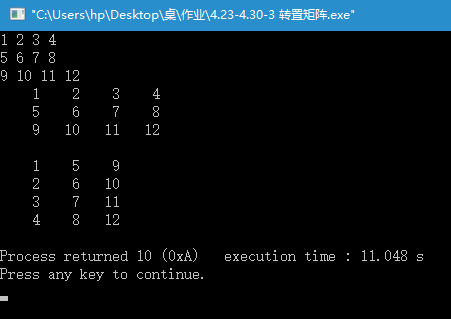 "C:\Users\hp\Desktop\桌\作业\4.23-4.30-3 转置矩阵.exe"
1 2 3 4
5 6 7 8
9 10 11 12
    1    2    3    4
    5    6    7    8
    9   10   11   12

    1    5    9
    2    6   10
    3    7   11
    4    8   12

Process returned 10 (0xA)   execution time : 11.048 s
Press any key to continue.